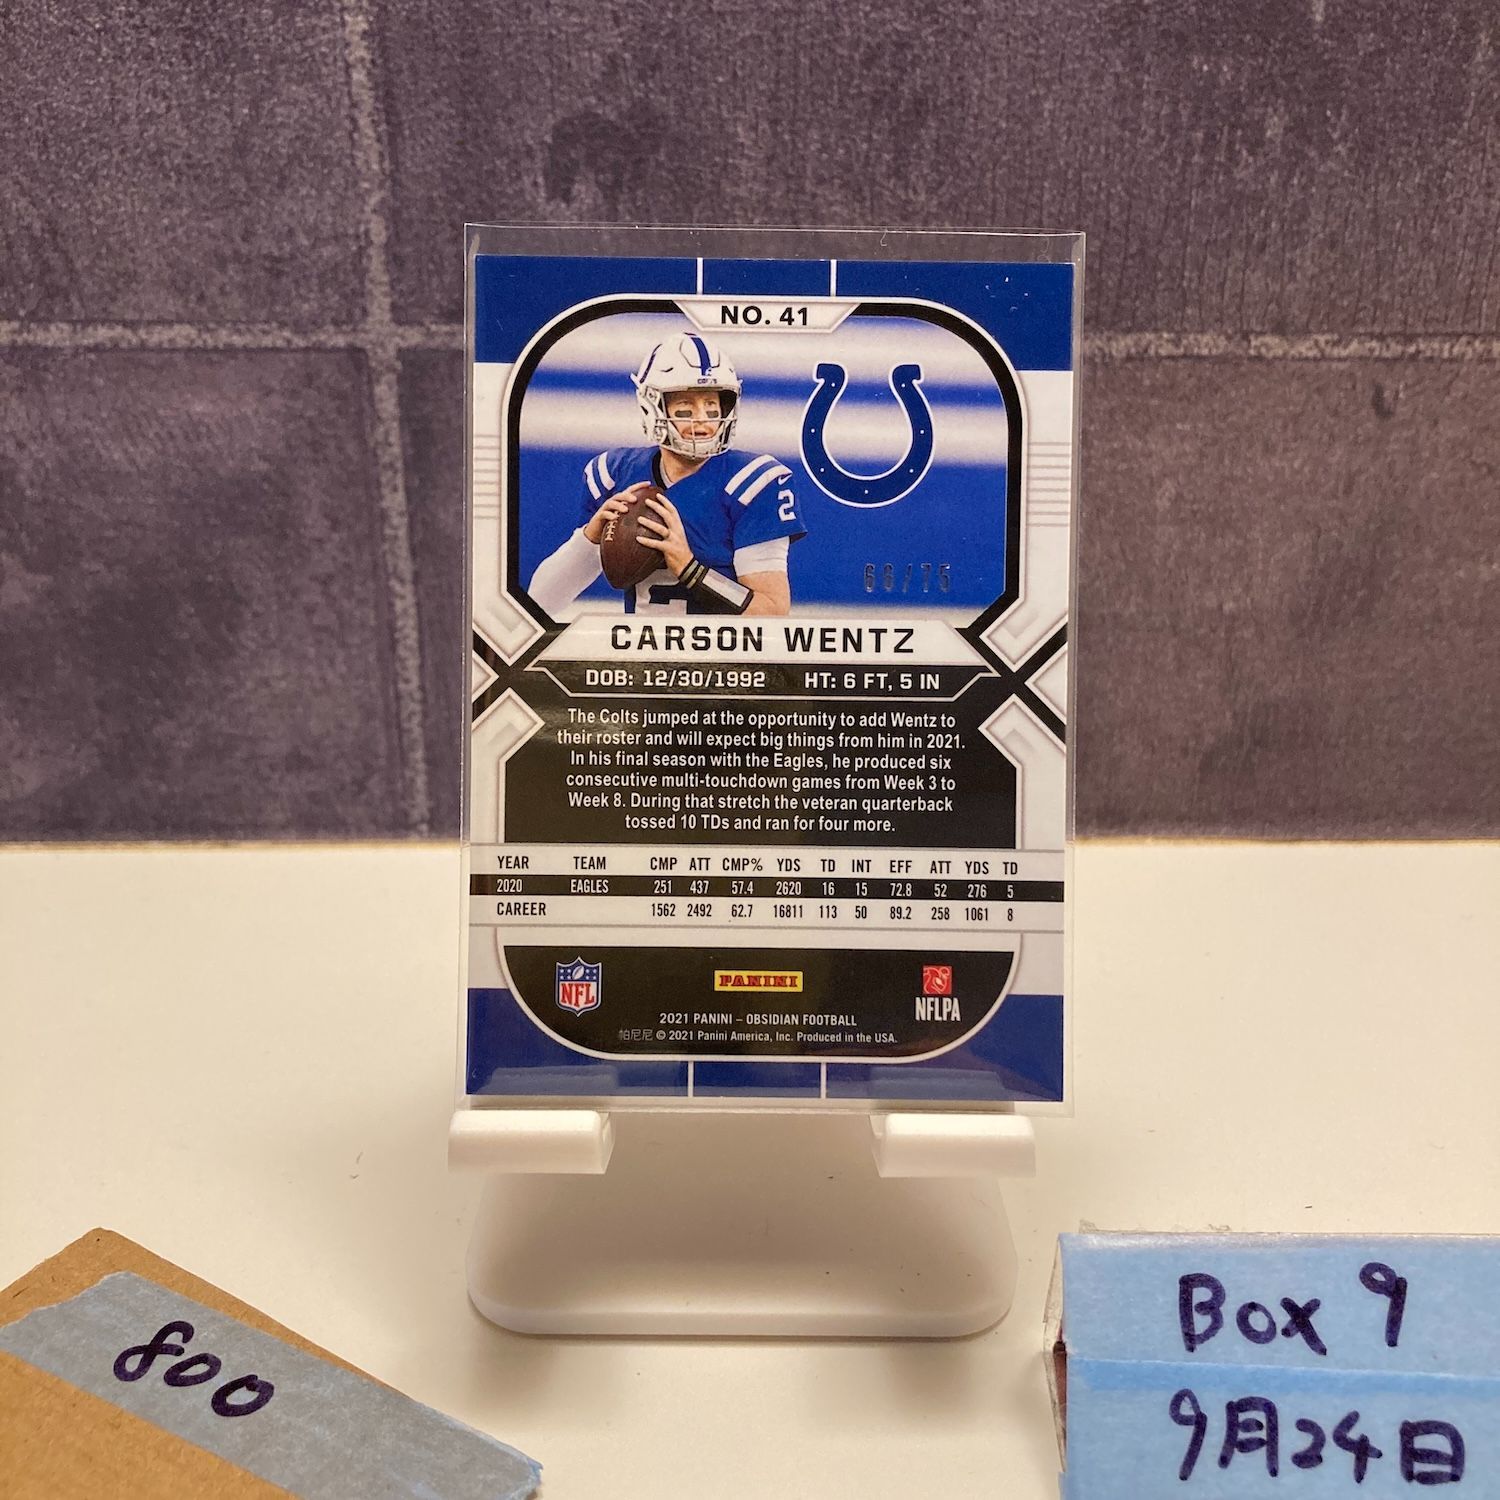 NO. 41
COLTS
2
CARSON WENTZ
DOB: 12/30/1992 HT: 6 FT, 5 IN
The Colts jumped at the opportunity to add Wentz to
their roster and will expect big things from him in 2021.
In his final season with the Eagles, he produced six
consecutive multi-touchdown games from Week 3 to
Week 8. During that stretch the veteran quarterback
tossed 10 TDs and ran for four more.
YEAR TEAM CMP ATT CMP% YDS TD INT EFF ATT YDS TD
2020 EAGLES 251 437 57.4 2620 16 15 72.8 52 276 5
CAREER 1562 2492 62.7 16811 113 50 89.2 258 1061 8
NFL PANINI NFLPA
2021 PANINI – OBSIDIAN FOOTBALL
帕尼尼 © 2021 Panini America, Inc. Produced in the USA.
800
Box 9
9月24日